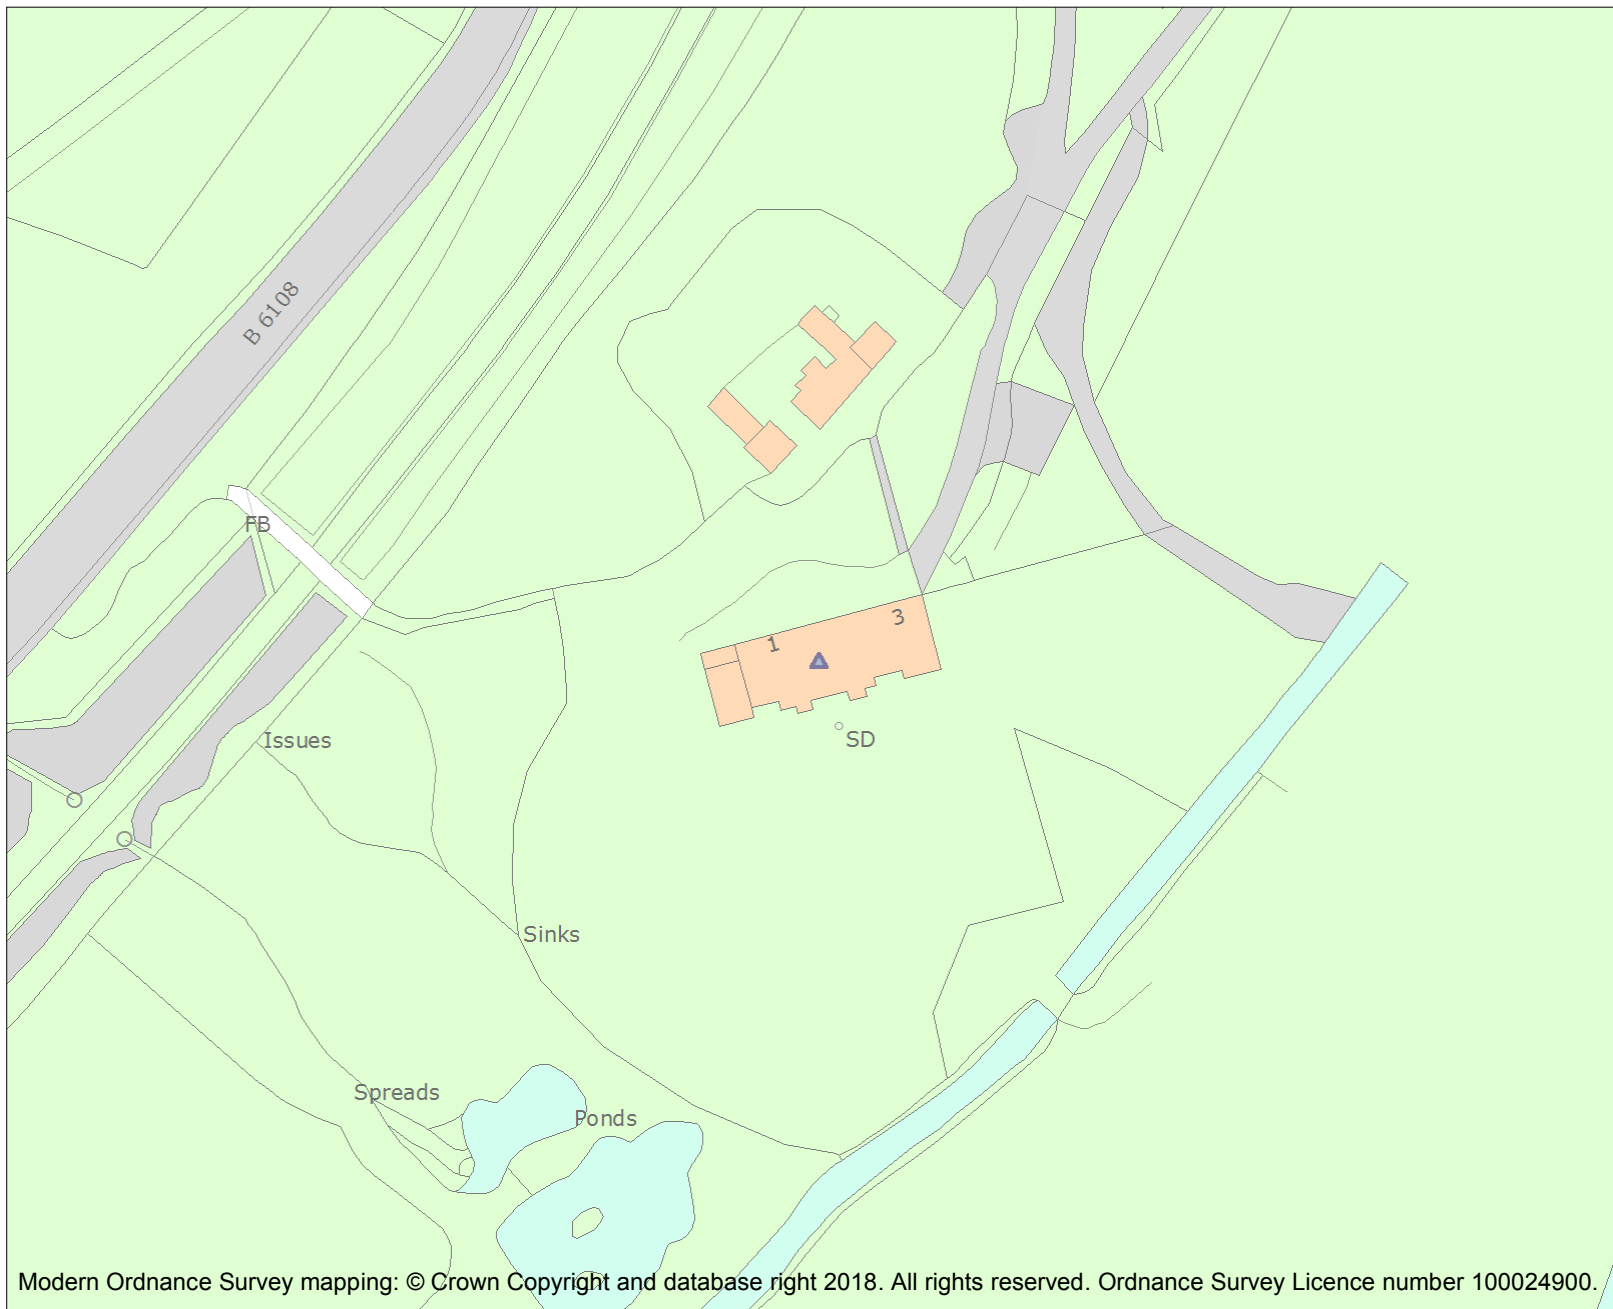 B 6108
FB
3
1
SD
Issues
Sinks
Spreads
Ponds
Modern Ordnance Survey mapping: © Crown Copyright and database right 2018. All rights reserved. Ordnance Survey Licence number 100024900.